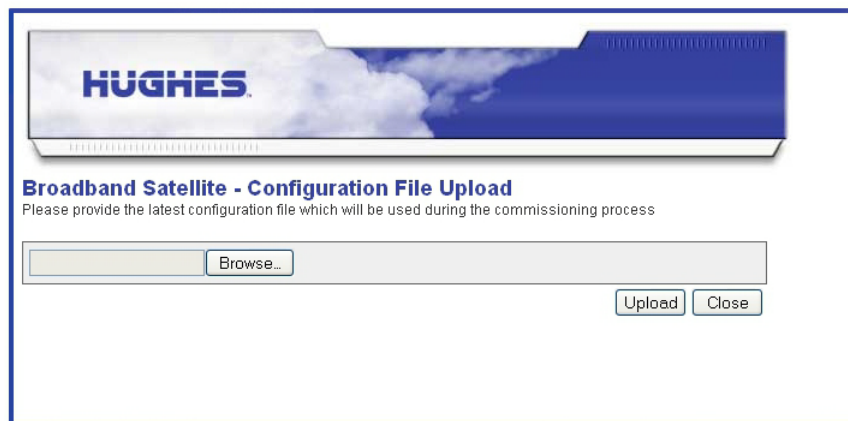 HUGHES
Broadband Satellite - Configuration File Upload
Please provide the latest configuration file which will be used during the commissioning process
Browse...
Upload Close